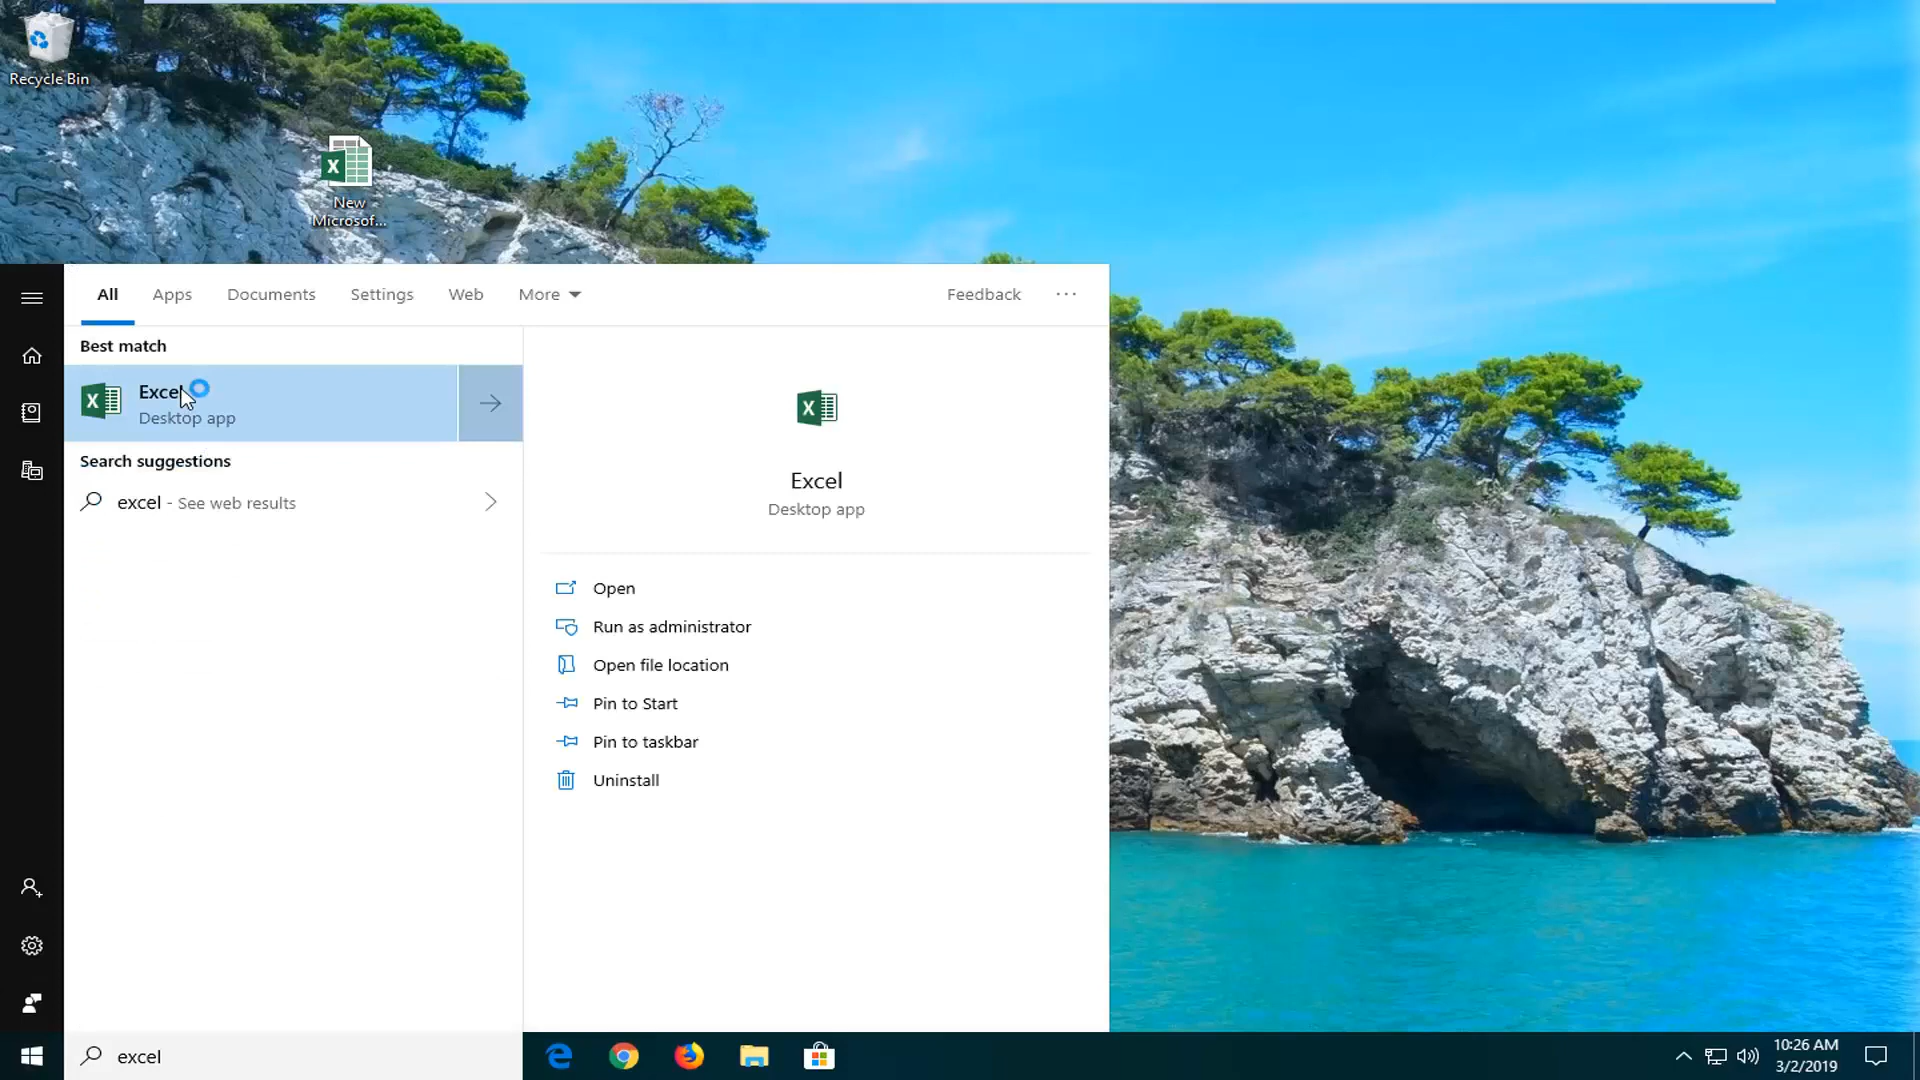 Recycle Bin
New
Microsof...
All Apps Documents Settings Web More Feedback ...
Best match
Excel
Desktop app
Search suggestions
excel - See web results
Excel
Desktop app
Open
Run as administrator
Open file location
Pin to Start
Pin to taskbar
Uninstall
excel
10:26 AM
3/2/2019